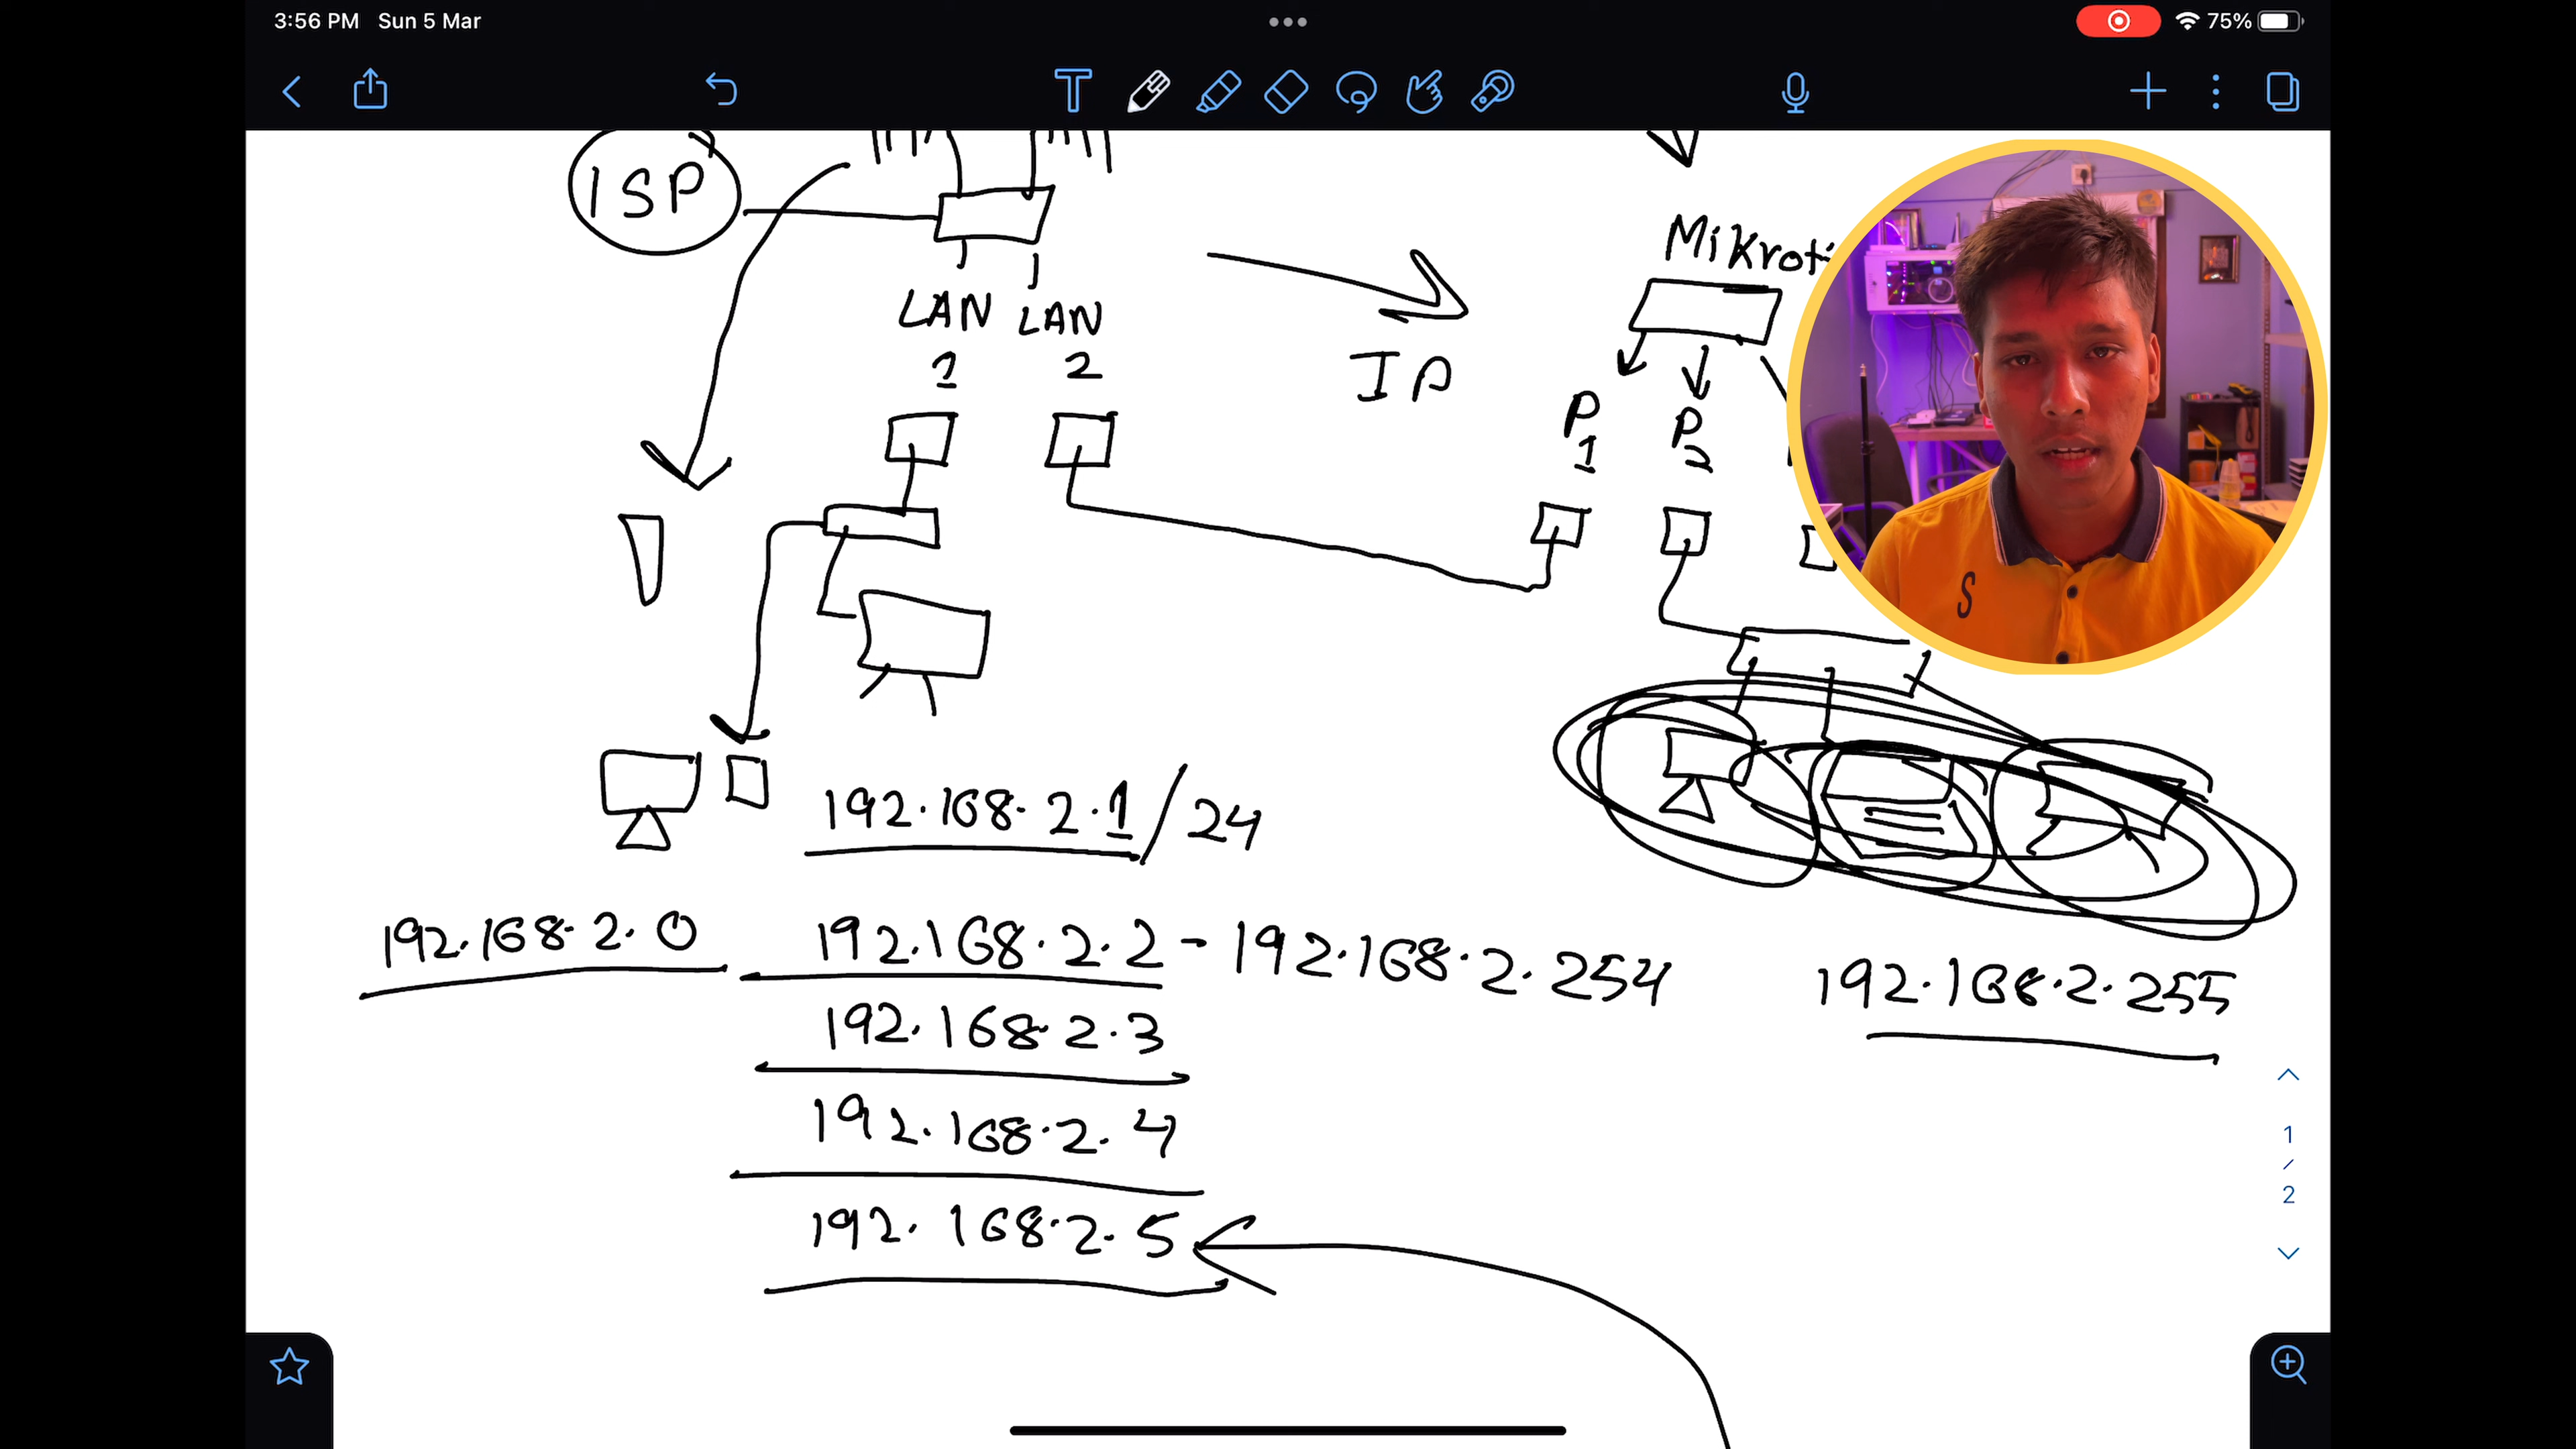 3:56 PM Sun 5 Mar
75%
ISP
LAN LAN
1 2
IP
P P
1 2
192.168.2.1/24
192.168.2.0 192.168.2.2 - 192.168.2.254 192.168.2.255
192.168.2.3
192.168.2.4
192.168.2.5
1
/
2
S